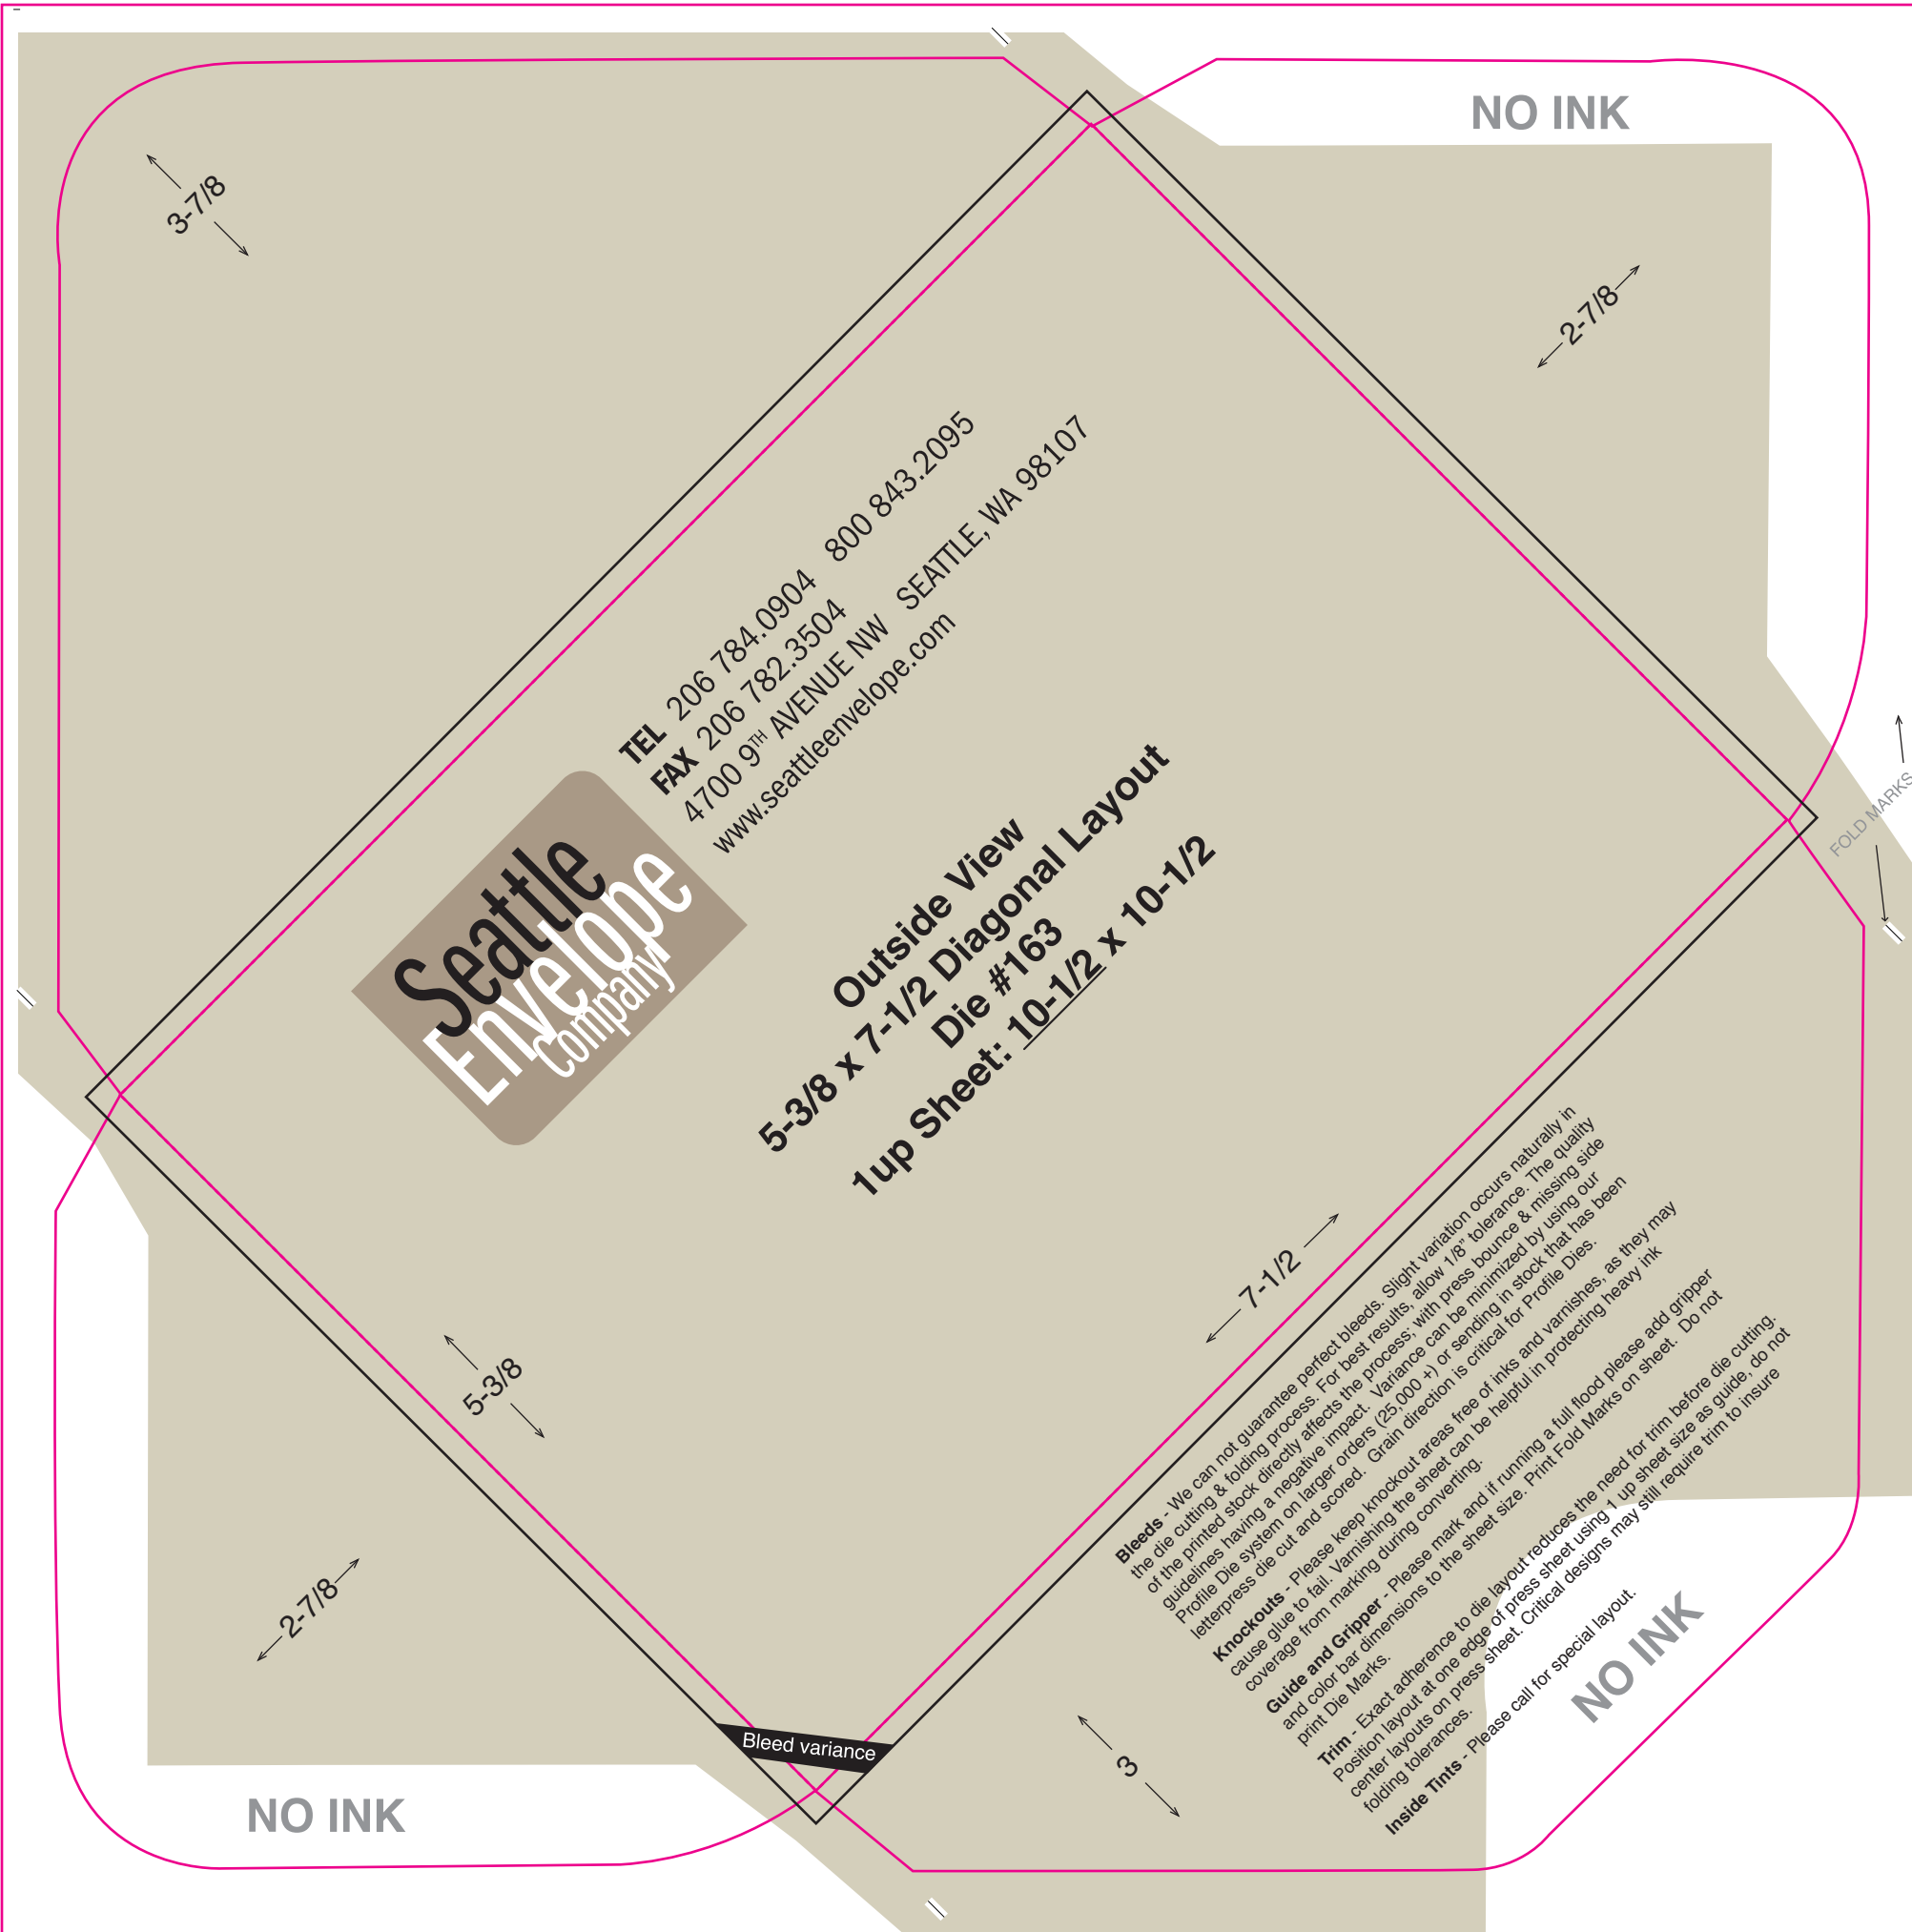 NO INK
3-7/8
2-7/8
TEL 206 784.0904 800 843.2095
FAX 206 782.3504
4700 9TH AVENUE NW SEATTLE, WA 98107
www.seattleenvelope.com
Seattle
Envelope
Company
FOLD MARKS
Outside View
5-3/8 x 7-1/2 Diagonal Layout
Die #163
1up Sheet: 10-1/2 x 10-1/2
7-1/2
5-3/8
2-7/8
Bleeds - We can not guarantee perfect bleeds. Slight variation occurs naturally in
the die cutting & folding process. For best results, allow 1/8” tolerance. The quality
of the printed stock directly affects the process; with press bounce & missing side
guidelines having a negative impact. Variance can be minimized by using our
Profile Die system on larger orders (25,000 +) or sending in stock that has been
letterpress die cut and scored. Grain direction is critical for Profile Dies.
Knockouts - Please keep knockout areas free of inks and varnishes, as they may
cause glue to fail. Varnishing the sheet can be helpful in protecting heavy ink
coverage from marking during converting.
Guide and Gripper - Please mark and if running a full flood please add gripper
and color bar dimensions to the sheet size. Print Fold Marks on sheet. Do not
print Die Marks.
Trim - Exact adherence to die layout reduces the need for trim before die cutting.
Position layout at one edge of press sheet using 1 up sheet size as guide, do not
center layouts on press sheet. Critical designs may still require trim to insure
folding tolerances.
Inside Tints - Please call for special layout.
NO INK
Bleed variance
3
NO INK